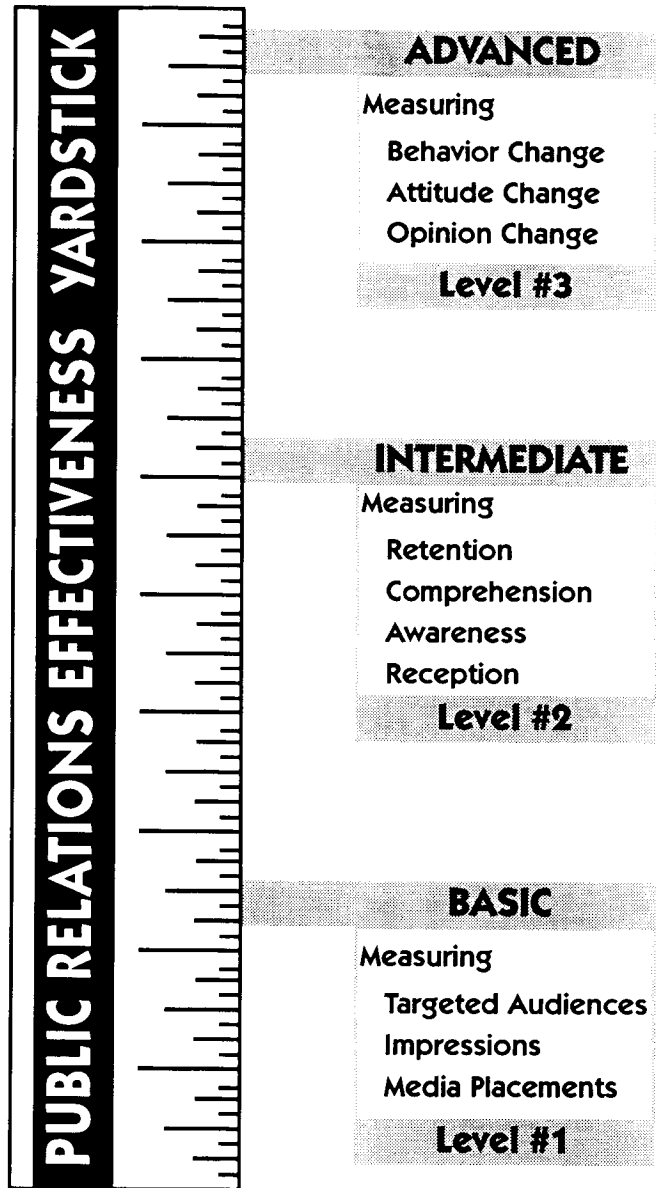 PUBLIC RELATIONS EFFECTIVENESS YARDSTICK
ADVANCED
Measuring
Behavior Change
Attitude Change
Opinion Change
Level #3
INTERMEDIATE
Measuring
Retention
Comprehension
Awareness
Reception
Level #2
BASIC
Measuring
Targeted Audiences
Impressions
Media Placements
Level #1